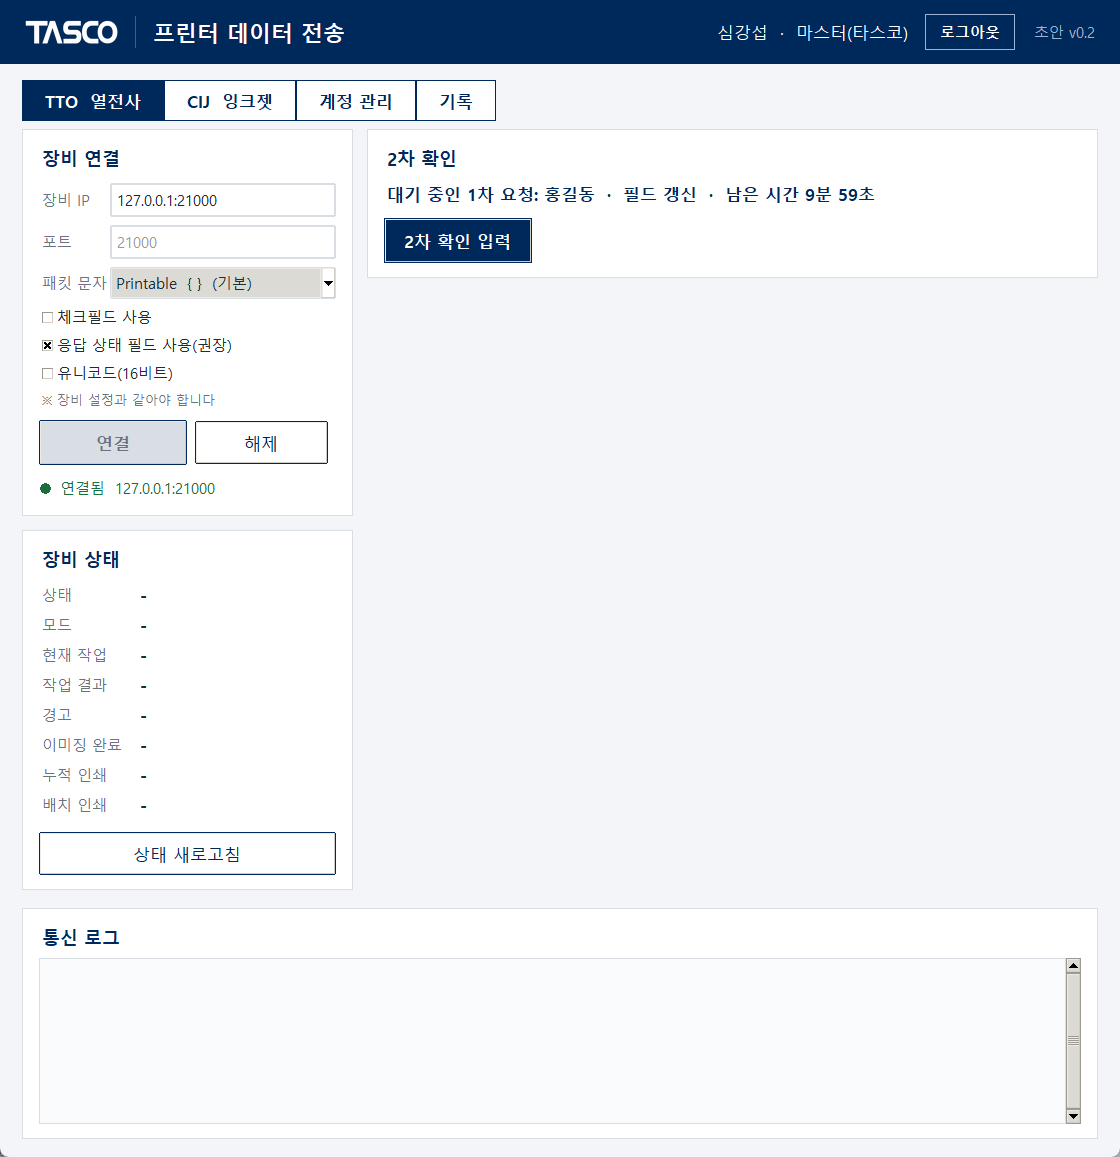 TASCO 프린터 데이터 전송 심강섭 · 마스터(타스코) 로그아웃 초안 v0.2
TTO 열전사 CIJ 잉크젯 계정 관리 기록
장비 연결
장비 IP 127.0.0.1:21000
포트 21000
패킷 문자 Printable { } (기본)
체크필드 사용
응답 상태 필드 사용(권장)
유니코드(16비트)
※ 장비 설정과 같아야 합니다
연결 해제
● 연결됨 127.0.0.1:21000
2차 확인
대기 중인 1차 요청: 홍길동 · 필드 갱신 · 남은 시간 9분 59초
2차 확인 입력
장비 상태
상태 -
모드 -
현재 작업 -
작업 결과 -
경고 -
이미징 완료 -
누적 인쇄 -
배치 인쇄 -
상태 새로고침
통신 로그